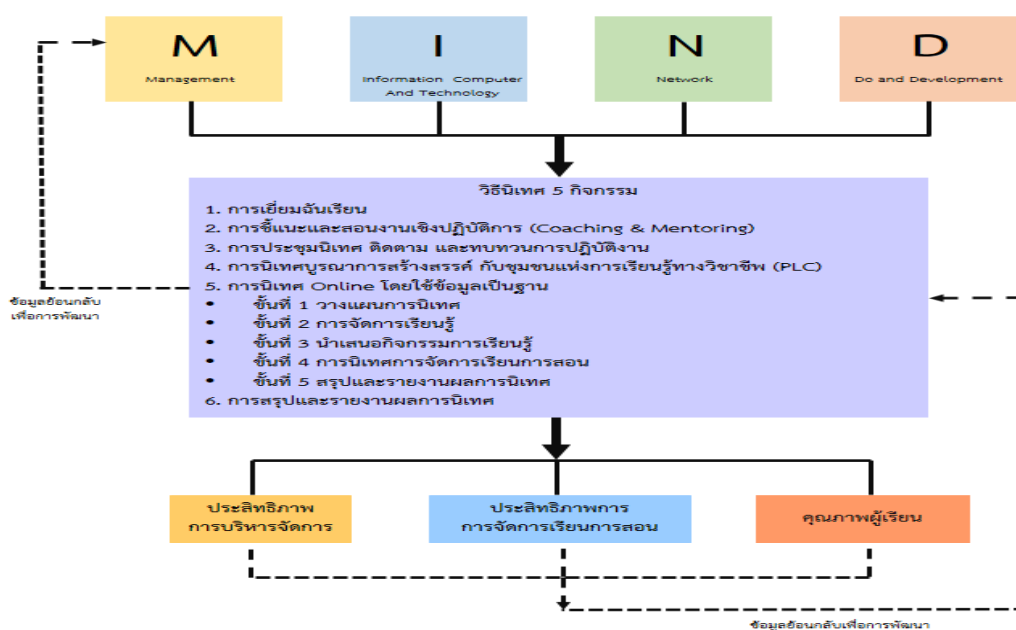 M
Management
I
Information Computer
And Technology
N
Network
D
Do and Development
วิธีนิเทศ 5 กิจกรรม
1. การเยี่ยมฉันเรียน
2. การชี้แนะและสอนงานเชิงปฏิบัติการ (Coaching & Mentoring)
3. การประชุมนิเทศ ติดตาม และทบทวนการปฏิบัติงาน
4. การนิเทศบูรณาการสร้างสรรค์ กับชุมชนแห่งการเรียนรู้ทางวิชาชีพ (PLC)
5. การนิเทศ Online โดยใช้ข้อมูลเป็นฐาน
• ขั้นที่ 1 วางแผนการนิเทศ
• ขั้นที่ 2 การจัดการเรียนรู้
• ขั้นที่ 3 นำเสนอกิจกรรมการเรียนรู้
• ขั้นที่ 4 การนิเทศการจัดการเรียนการสอน
• ขั้นที่ 5 สรุปและรายงานผลการนิเทศ
6. การสรุปและรายงานผลการนิเทศ
ข้อมูลย้อนกลับ
เพื่อการพัฒนา
ประสิทธิภาพ
การบริหารจัดการ
ประสิทธิภาพการ
การจัดการเรียนการสอน
คุณภาพผู้เรียน
ข้อมูลย้อนกลับเพื่อการพัฒนา